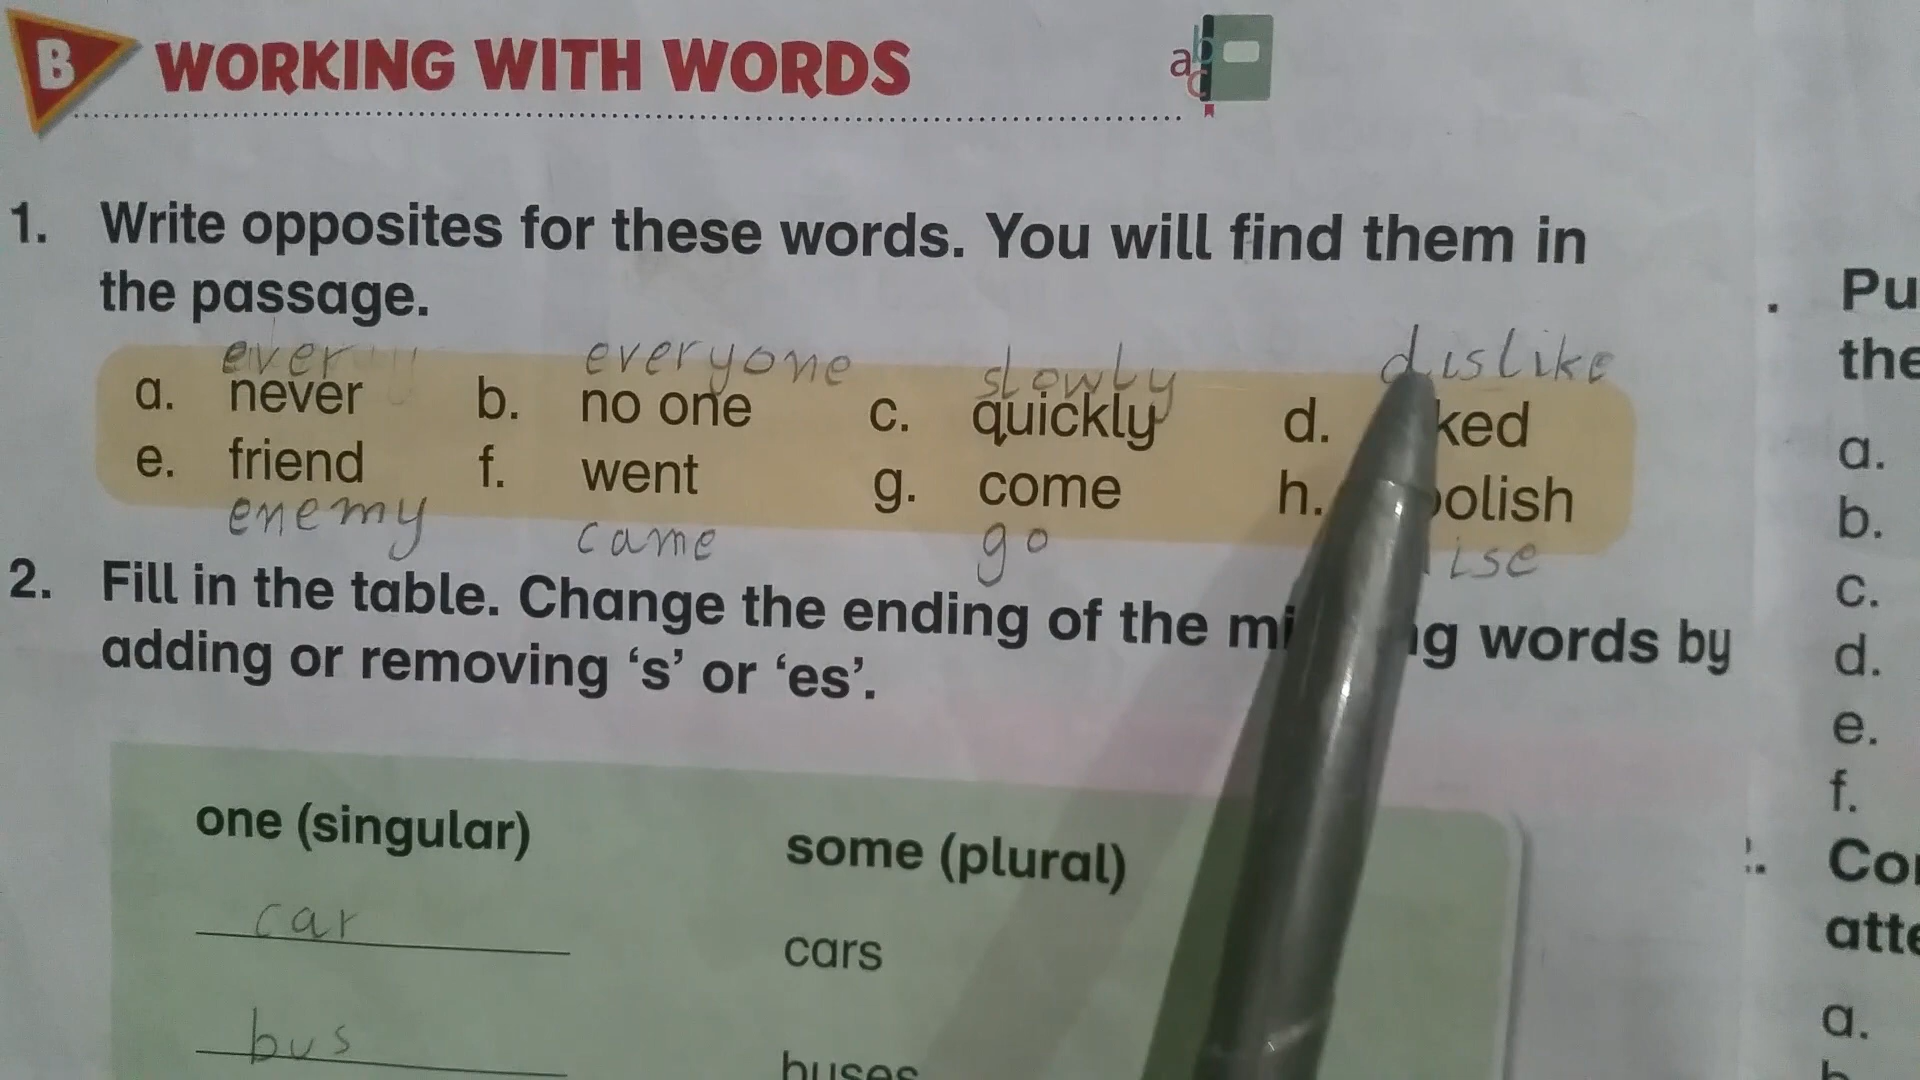 B WORKING WITH WORDS
abc
1. Write opposites for these words. You will find them in
the passage.
ever everyone slowly dislike
a. never b. no one c. quickly d. ked
e. friend f. went g. come h. olish
enemy came go ise
2. Fill in the table. Change the ending of the mi g words by
adding or removing ‘s’ or ‘es’.
one (singular) some (plural)
car cars
bus buses
. Pu
the
a.
b.
c.
d.
e.
f.
Co
atte
a.